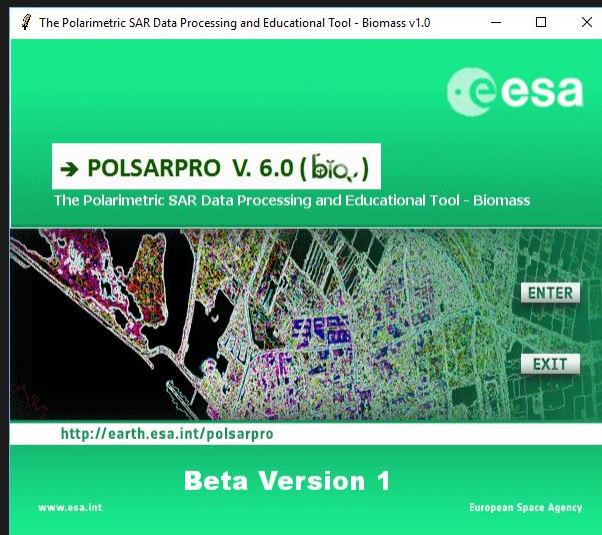 The Polarimetric SAR Data Processing and Educational Tool - Biomass v1.0
esa
→ POLSARPRO V. 6.0 (bio)
The Polarimetric SAR Data Processing and Educational Tool - Biomass
ENTER
EXIT
http://earth.esa.int/polsarpro
Beta Version 1
www.esa.int
European Space Agency